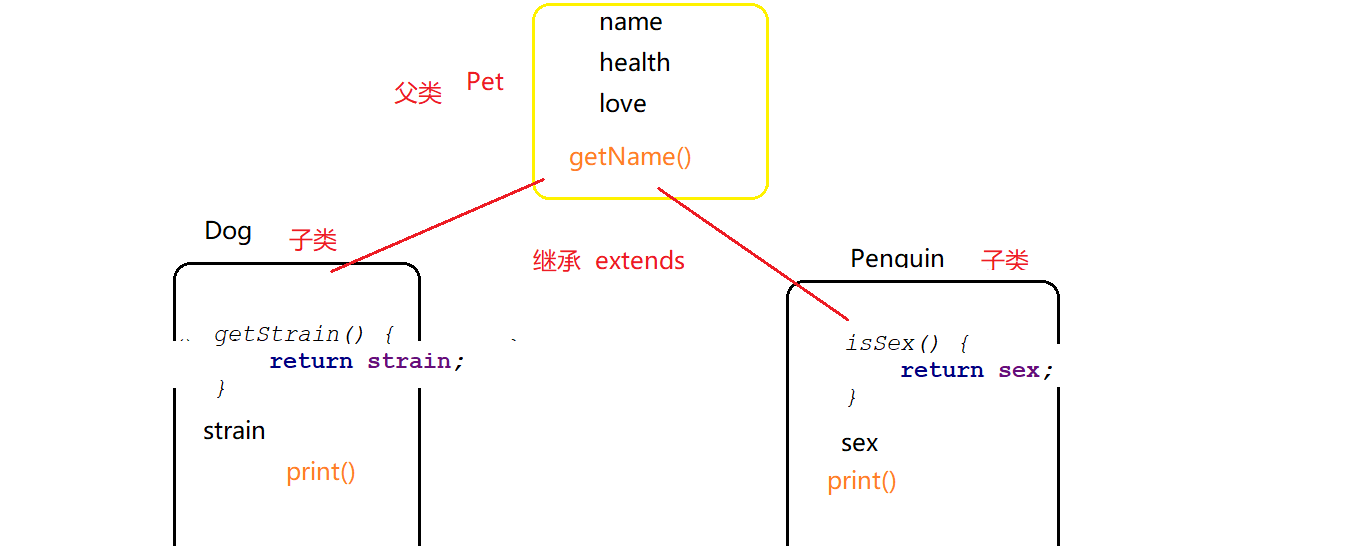 name
health
love
getName()
父类 Pet
Dog 子类
继承 extends
Penguin 子类
getStrain() {
return strain;
}
strain
print()
isSex() {
return sex;
}
sex
print()